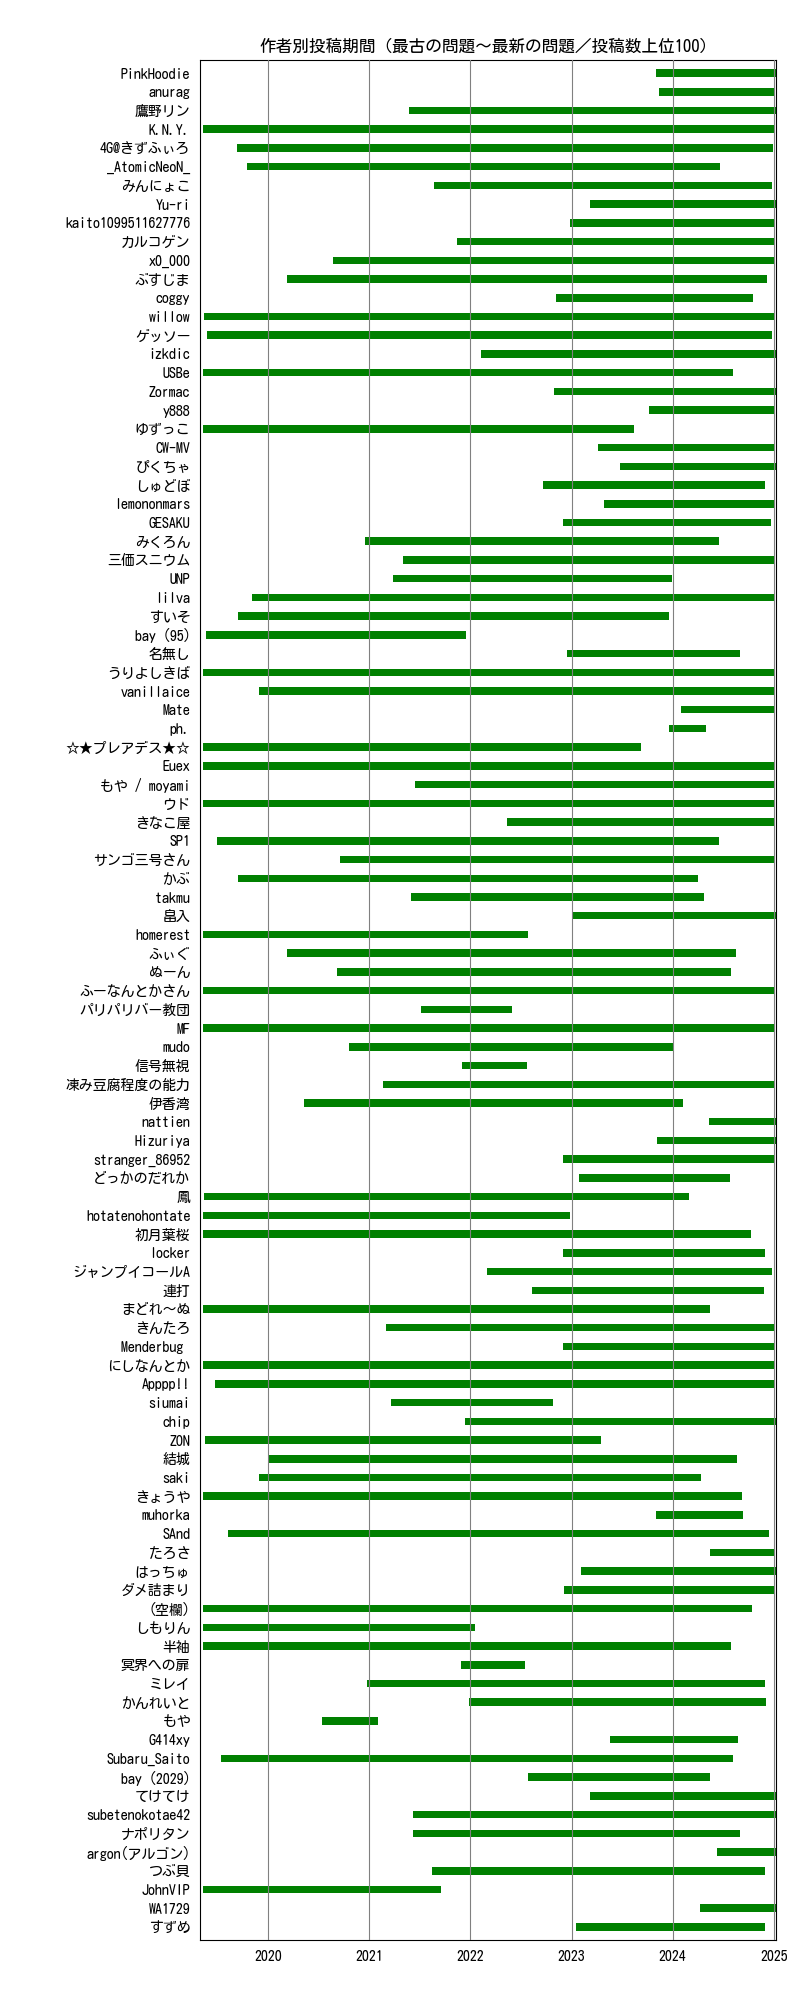 作者別投稿期間（最古の問題～最新の問題／投稿数上位100）
PinkHoodie
anurag
鷹野リン
K.N.Y.
4G@きずふぃろ
_AtomicNeoN_
みんにょこ
Yu-ri
kaito1099511627776
カルコゲン
x0_000
ぶすじま
coggy
willow
ゲッソー
izkdic
USBe
Zormac
y888
ゆずっこ
CW-MV
ぴくちゃ
しゅどぼ
lemononmars
GESAKU
みくろん
三価スニウム
UNP
lilva
すいそ
bay (95)
名無し
うりよしきば
vanillaice
Mate
ph.
☆★プレアデス★☆
Euex
もや / moyami
ウド
きなこ屋
SP1
サンゴ三号さん
かぶ
takmu
畠入
homerest
ふぃぐ
ぬーん
ふーなんとかさん
パリパリバー教団
MF
mudo
信号無視
凍み豆腐程度の能力
伊香湾
nattien
Hizuriya
stranger_86952
どっかのだれか
鳳
hotatenohontate
初月葉桜
locker
ジャンプイコールA
連打
まどれ～ぬ
きんたろ
Menderbug
にしなんとか
Appppll
siumai
chip
ZON
結城
saki
きょうや
muhorka
SAnd
たろさ
はっちゅ
ダメ詰まり
(空欄)
しもりん
半袖
冥界への扉
ミレイ
かんれいと
もや
G414xy
Subaru_Saito
bay (2029)
てけてけ
subetenokotae42
ナポリタン
argon(アルゴン)
つぶ貝
JohnVIP
WA1729
すずめ
2020 2021 2022 2023 2024 2025